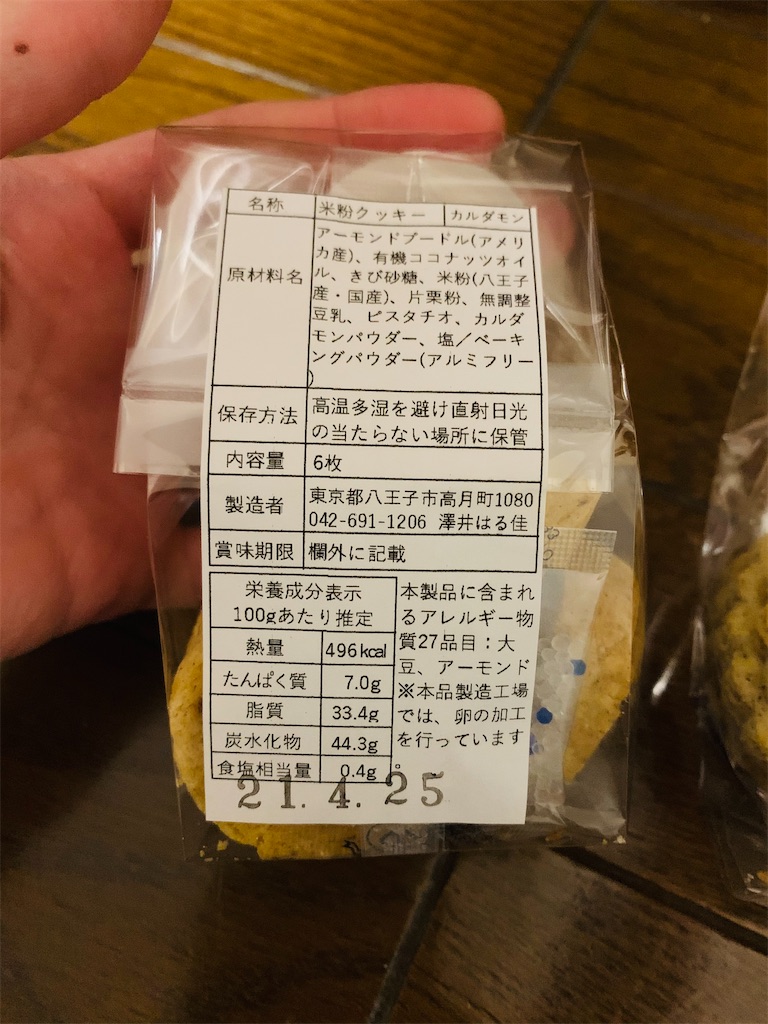 名称 米粉クッキー カルダモン
原材料名 アーモンドプードル(アメリ
カ産)、有機ココナッツオイ
ル、きび砂糖、米粉(八王子
産・国産)、片栗粉、無調整
豆乳、ピスタチオ、カルダ
モンパウダー、塩／ベーキ
ングパウダー(アルミフリー
)
保存方法 高温多湿を避け直射日光
の当たらない場所に保管
内容量 6枚
製造者 東京都八王子市高月町1080
042-691-1206 澤井はる佳
賞味期限 欄外に記載
栄養成分表示
100gあたり推定
熱量 496kcal
たんぱく質 7.0g
脂質 33.4g
炭水化物 44.3g
食塩相当量 0.4g
本製品に含まれ
るアレルギー物
質27品目：大
豆、アーモンド
※本品製造工場
では、卵の加工
を行っています
。
21.4.25